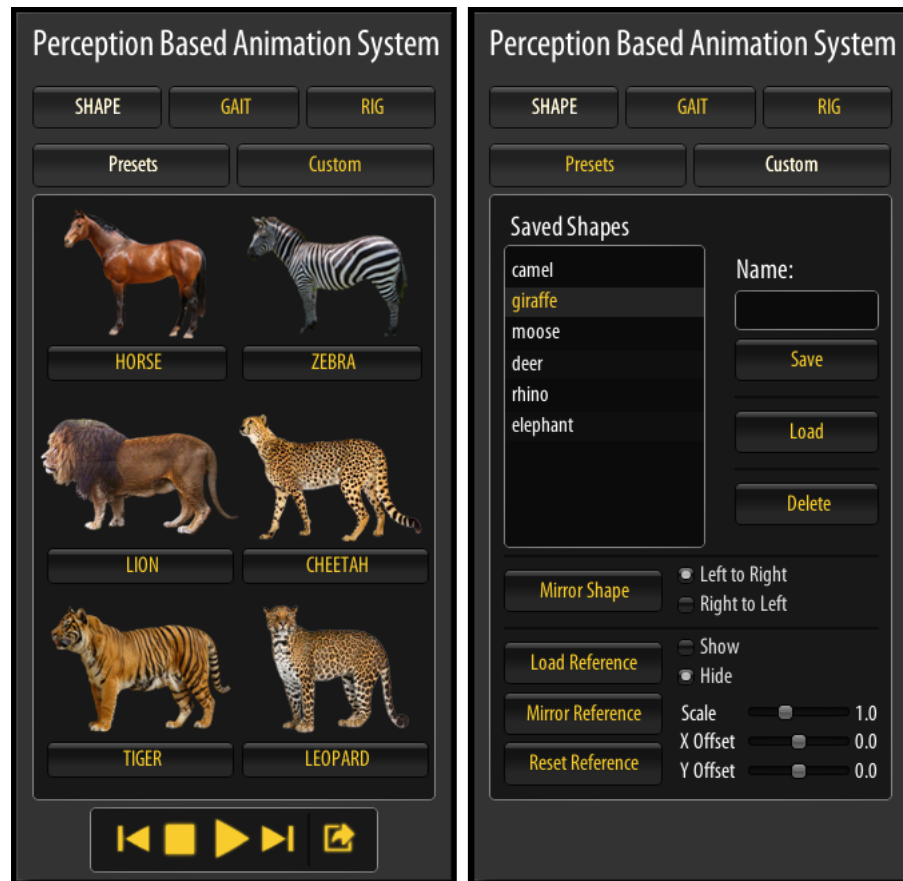 Perception Based Animation System
SHAPE GAIT RIG
Presets Custom
HORSE ZEBRA
LION CHEETAH
TIGER LEOPARD
Perception Based Animation System
SHAPE GAIT RIG
Presets Custom
Saved Shapes
camel
giraffe
moose
deer
rhino
elephant
Name:
Save
Load
Delete
Mirror Shape
Left to Right
Right to Left
Load Reference
Show
Hide
Mirror Reference
Reset Reference
Scale 1.0
X Offset 0.0
Y Offset 0.0